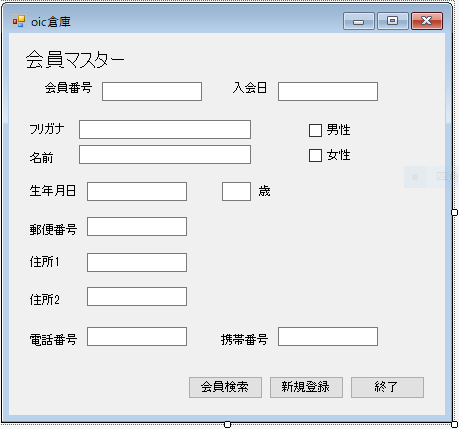 oic倉庫
会員マスター
会員番号 入会日
フリガナ 男性
名前 女性
生年月日 歳
郵便番号
住所1
住所2
電話番号 携帯番号
会員検索 新規登録 終了